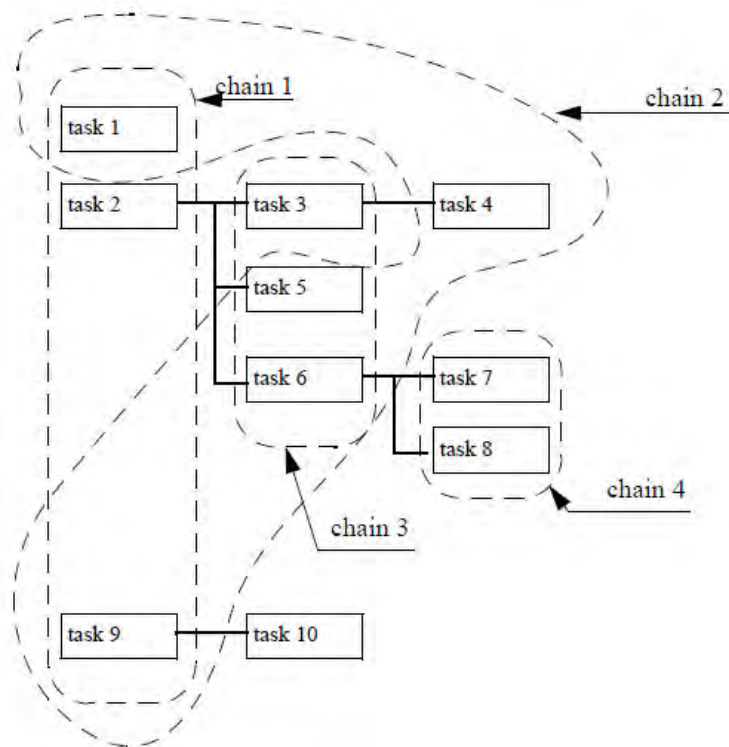 chain 1
chain 2
task 1
task 2
task 3
task 4
task 5
task 6
task 7
task 8
chain 4
chain 3
task 9
task 10